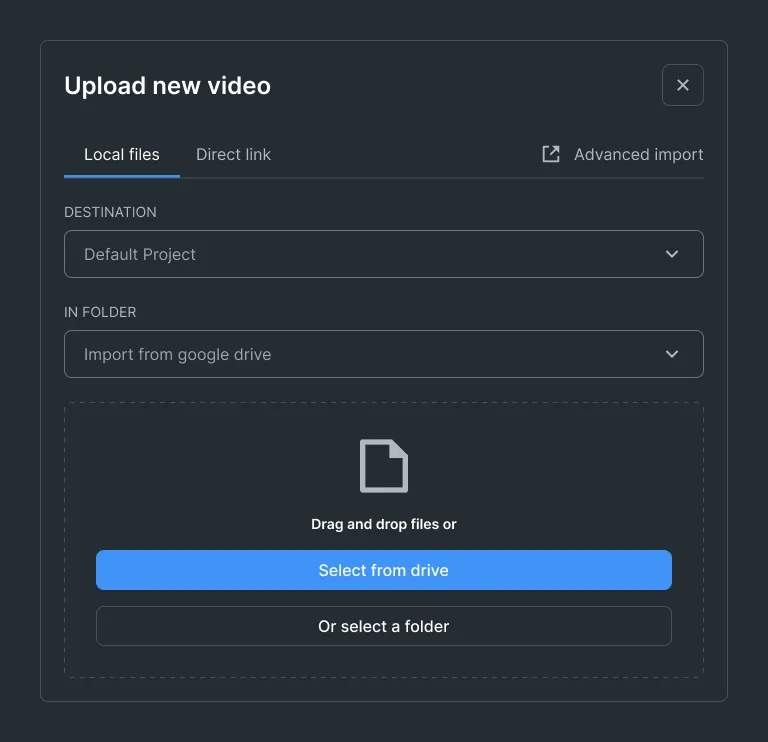 Upload new video
Local files
Direct link
Advanced import
DESTINATION
Default Project
IN FOLDER
Import from google drive
Drag and drop files or
Select from drive
Or select a folder